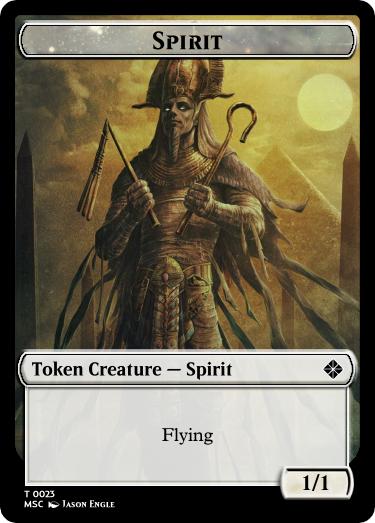 Spirit
Token Creature — Spirit
Flying
1/1
T 0023
MSC Jason Engle